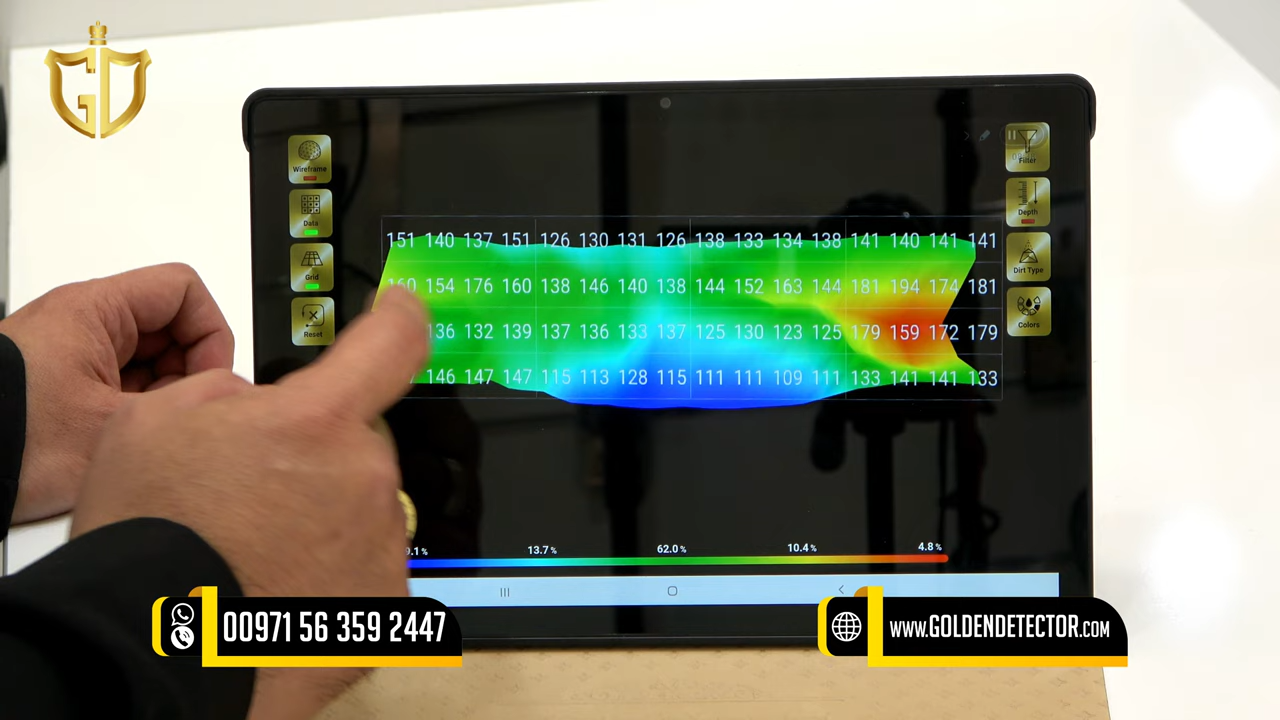 GD
Wireframe
Data
Grid
Reset
Filter
Depth
Dirt Type
Colors
151 140 137 151 126 130 131 126 138 133 134 138 141 140 141 141
160 154 176 160 138 146 140 138 144 152 163 144 181 194 174 181
136 132 139 137 136 133 137 125 130 123 125 179 159 172 179
146 147 147 115 113 128 115 111 111 109 111 133 141 141 133
13.7 % 62.0 % 10.4 % 4.8 %
00971 56 359 2447
www.GOLDENDETECTOR.COM